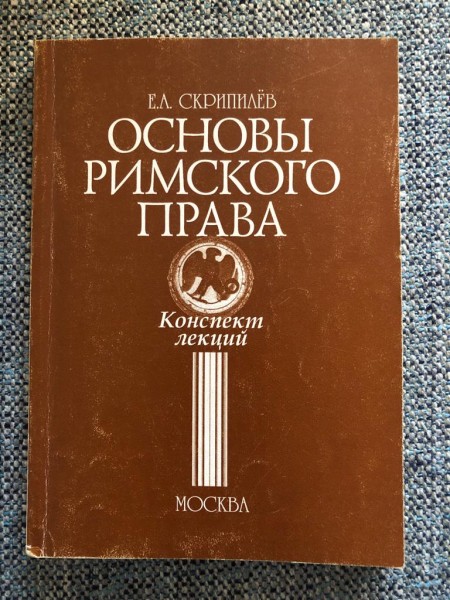 Е.А. СКРИПИЛЁВ
ОСНОВЫ
РИМСКОГО
ПРАВА
Конспект
лекций
МОСКВА